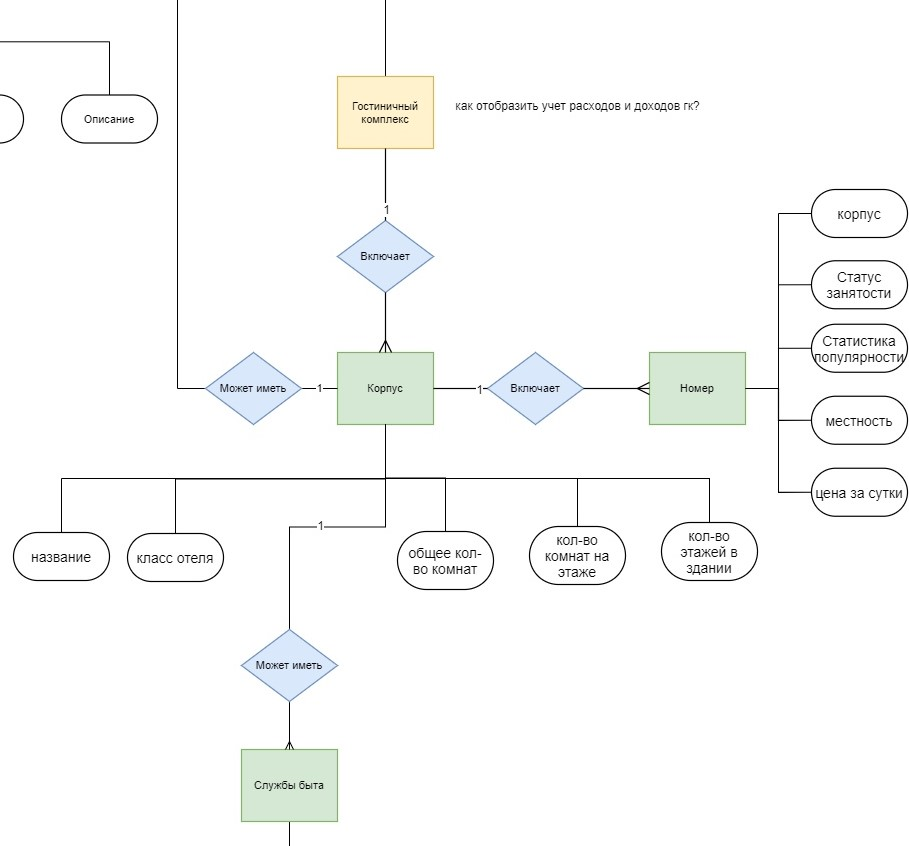 Гостиничный
комплекс
как отобразить учет расходов и доходов гк?
Описание
1
Включает
корпус
Статус
занятости
Статистика
популярности
Может иметь
1
Корпус
1
Включает
Номер
местность
цена за сутки
1
название
класс отеля
общее кол-
во комнат
кол-во
комнат на
этаже
кол-во
этажей в
здании
Может иметь
Службы быта